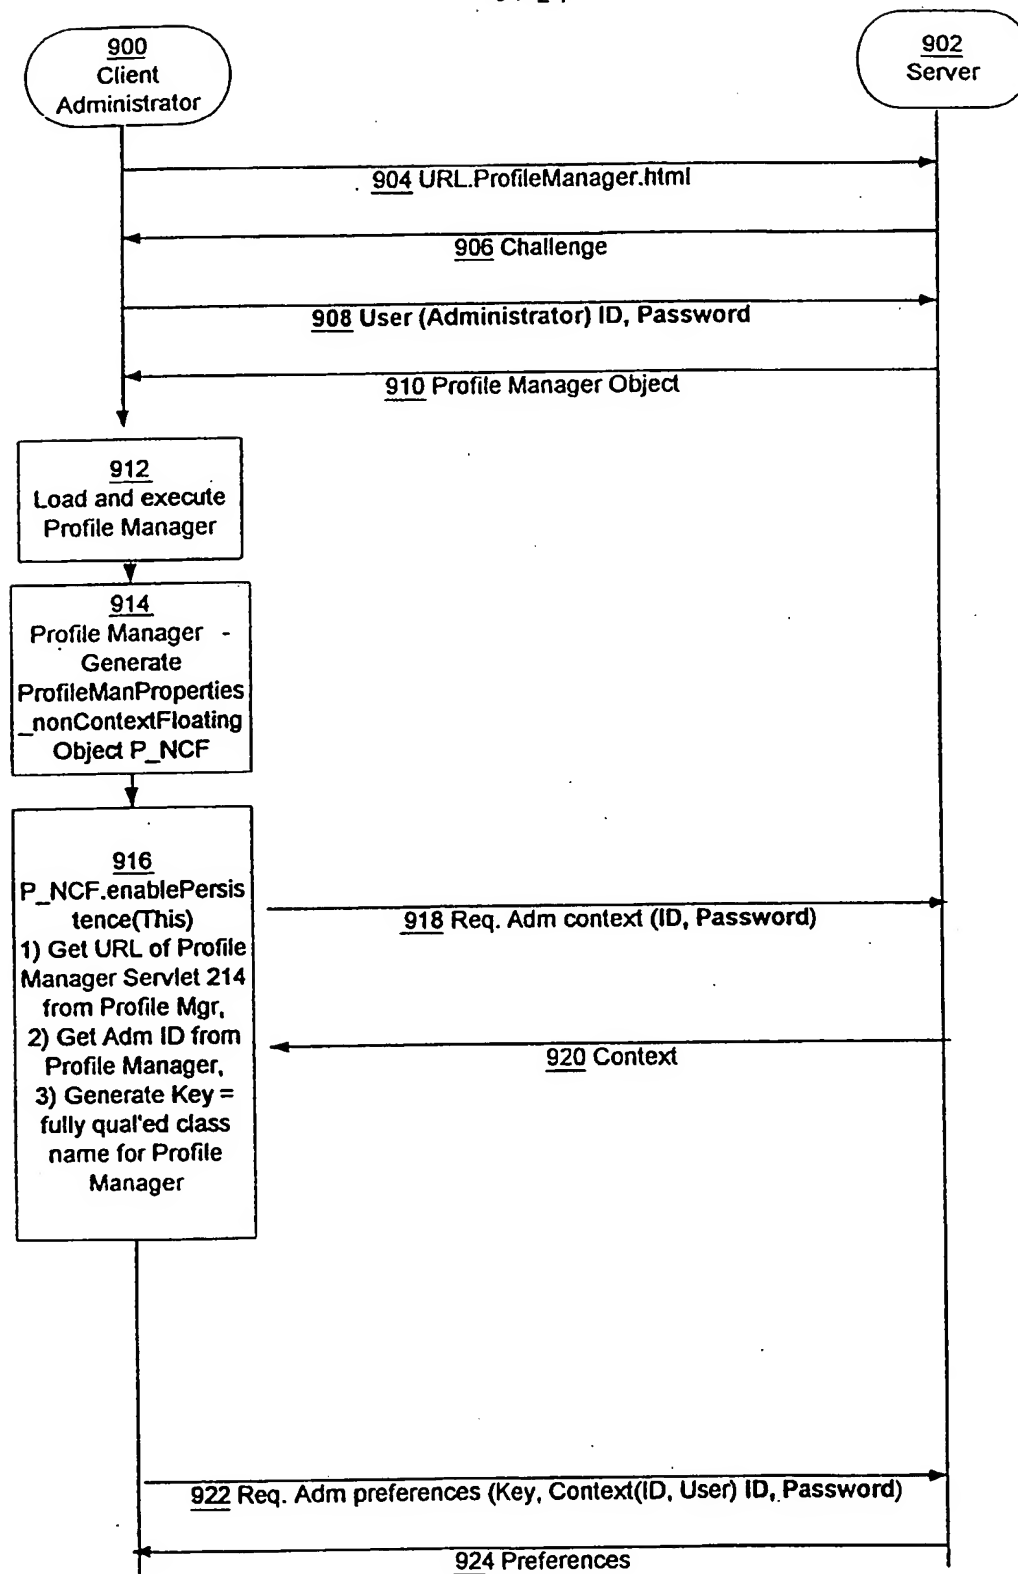 900
Client
Administrator
902
Server
904 URL.ProfileManager.html
906 Challenge
908 User (Administrator) ID, Password
910 Profile Manager Object
912
Load and execute
Profile Manager
914
Profile Manager -
Generate
ProfileManProperties
_nonContextFloating
Object P_NCF
916
P_NCF.enablePersis
tence(This)
1) Get URL of Profile
Manager Servlet 214
from Profile Mgr,
2) Get Adm ID from
Profile Manager,
3) Generate Key =
fully qual'ed class
name for Profile
Manager
918 Req. Adm context (ID, Password)
920 Context
922 Req. Adm preferences (Key, Context(ID, User) ID, Password)
924 Preferences